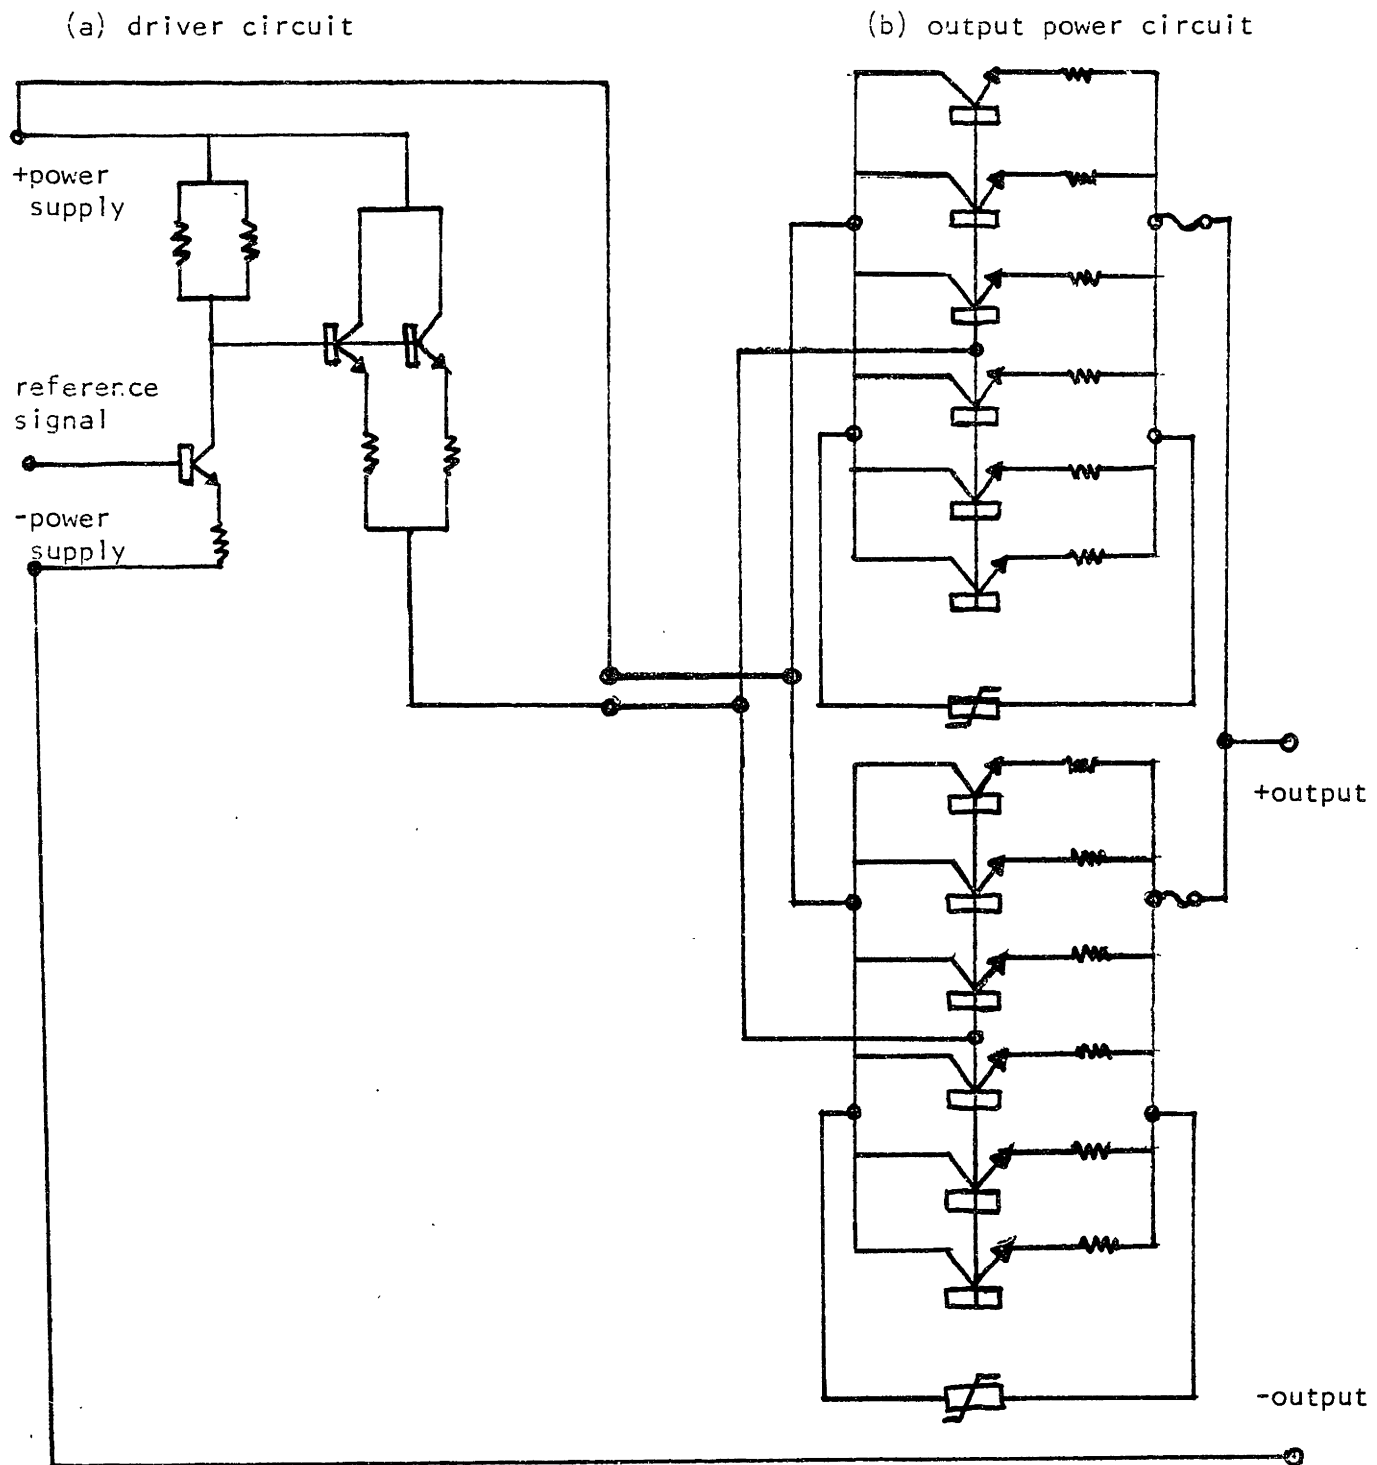 (a) driver circuit
(b) output power circuit
+power
supply
reference
signal
-power
supply
+output
-output